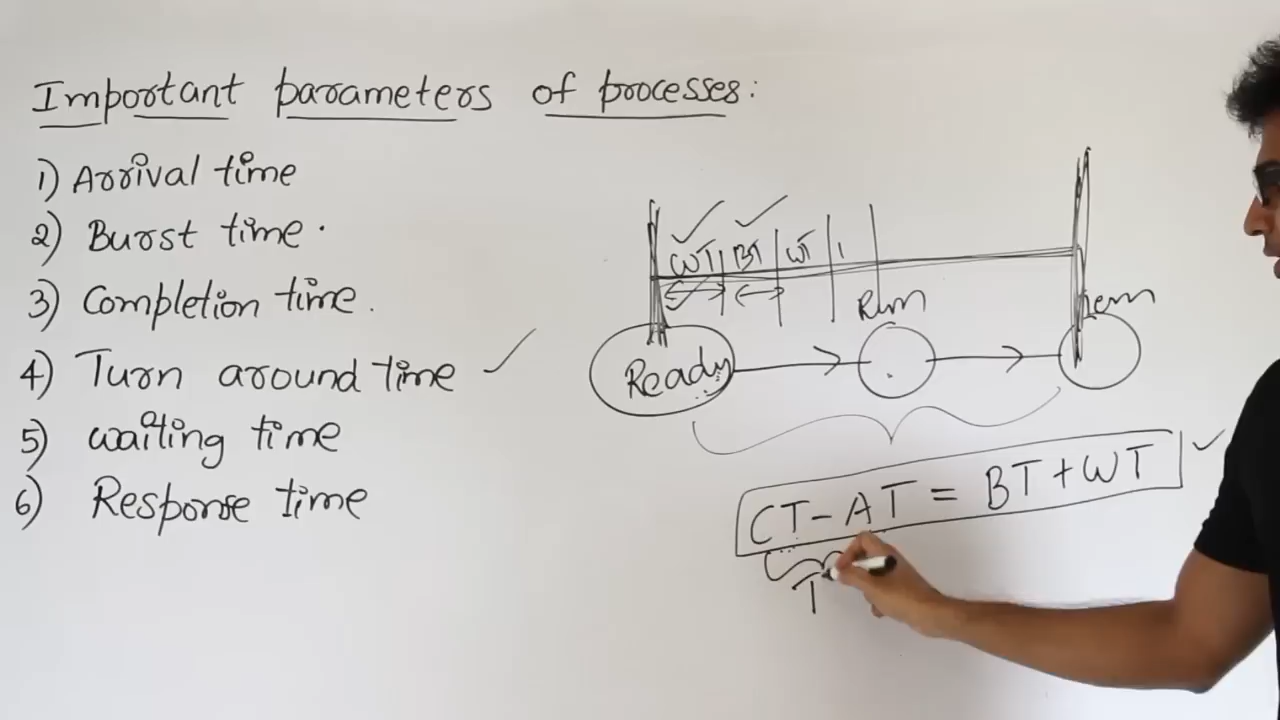 Important parameters of processes:
1) Arrival time
2) Burst time.
3) Completion time.
4) Turn around time
5) waiting time
6) Response time
WT BT WT
Run
Ready
CT - AT = BT + WT
T